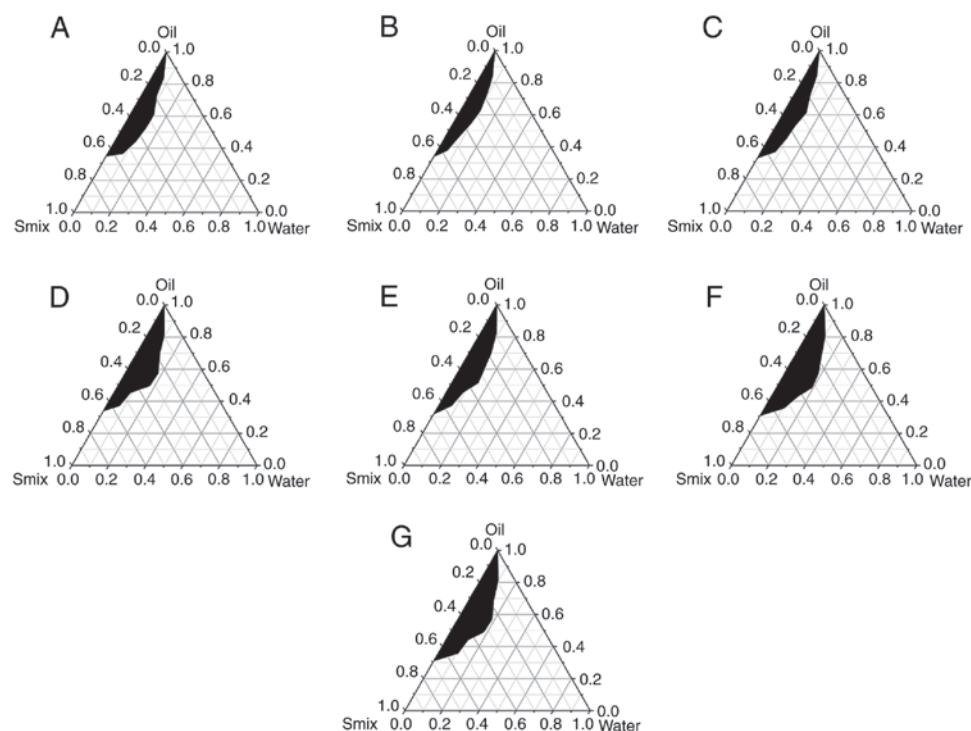 A B C
Oil Oil Oil
0.0 1.0 0.0 1.0 0.0 1.0
0.2 0.8 0.2 0.8 0.2 0.8
0.4 0.6 0.4 0.6 0.4 0.6
0.6 0.4 0.6 0.4 0.6 0.4
0.8 0.2 0.8 0.2 0.8 0.2
1.0 0.0 1.0 0.0 1.0 0.0
Smix 0.0 0.2 0.4 0.6 0.8 1.0 Water Smix 0.0 0.2 0.4 0.6 0.8 1.0 Water Smix 0.0 0.2 0.4 0.6 0.8 1.0 Water
D E F
Oil Oil Oil
0.0 1.0 0.0 1.0 0.0 1.0
0.2 0.8 0.2 0.8 0.2 0.8
0.4 0.6 0.4 0.6 0.4 0.6
0.6 0.4 0.6 0.4 0.6 0.4
0.8 0.2 0.8 0.2 0.8 0.2
1.0 0.0 1.0 0.0 1.0 0.0
Smix 0.0 0.2 0.4 0.6 0.8 1.0 Water Smix 0.0 0.2 0.4 0.6 0.8 1.0 Water Smix 0.0 0.2 0.4 0.6 0.8 1.0 Water
G
Oil
0.0 1.0
0.2 0.8
0.4 0.6
0.6 0.4
0.8 0.2
1.0 0.0
Smix 0.0 0.2 0.4 0.6 0.8 1.0 Water